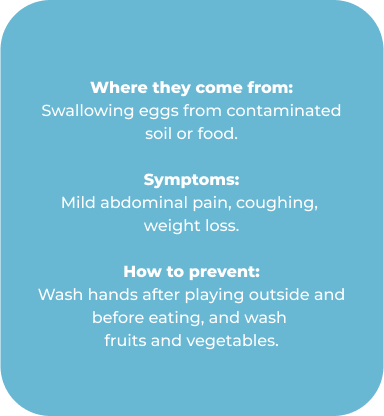 Where they come from:
Swallowing eggs from contaminated
soil or food.
Symptoms:
Mild abdominal pain, coughing,
weight loss.
How to prevent:
Wash hands after playing outside and
before eating, and wash
fruits and vegetables.